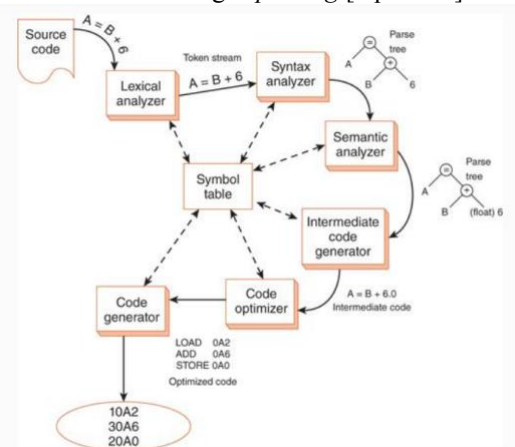 Source
code
A = B + 6
Lexical
analyzer
Token stream
A = B + 6
Syntax
analyzer
Parse
tree
=
A
+
B
6
Semantic
analyzer
Parse
tree
=
A
+
B
(float) 6
Symbol
table
Intermediate
code
generator
A = B + 6.0
Intermediate code
Code
optimizer
LOAD 0A2
ADD 0A6
STORE 0A0
Optimized code
Code
generator
10A2
30A6
20A0